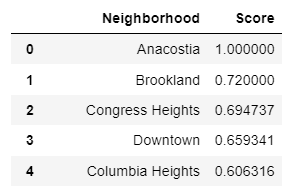 Neighborhood Score
0 Anacostia 1.000000
1 Brookland 0.720000
2 Congress Heights 0.694737
3 Downtown 0.659341
4 Columbia Heights 0.606316